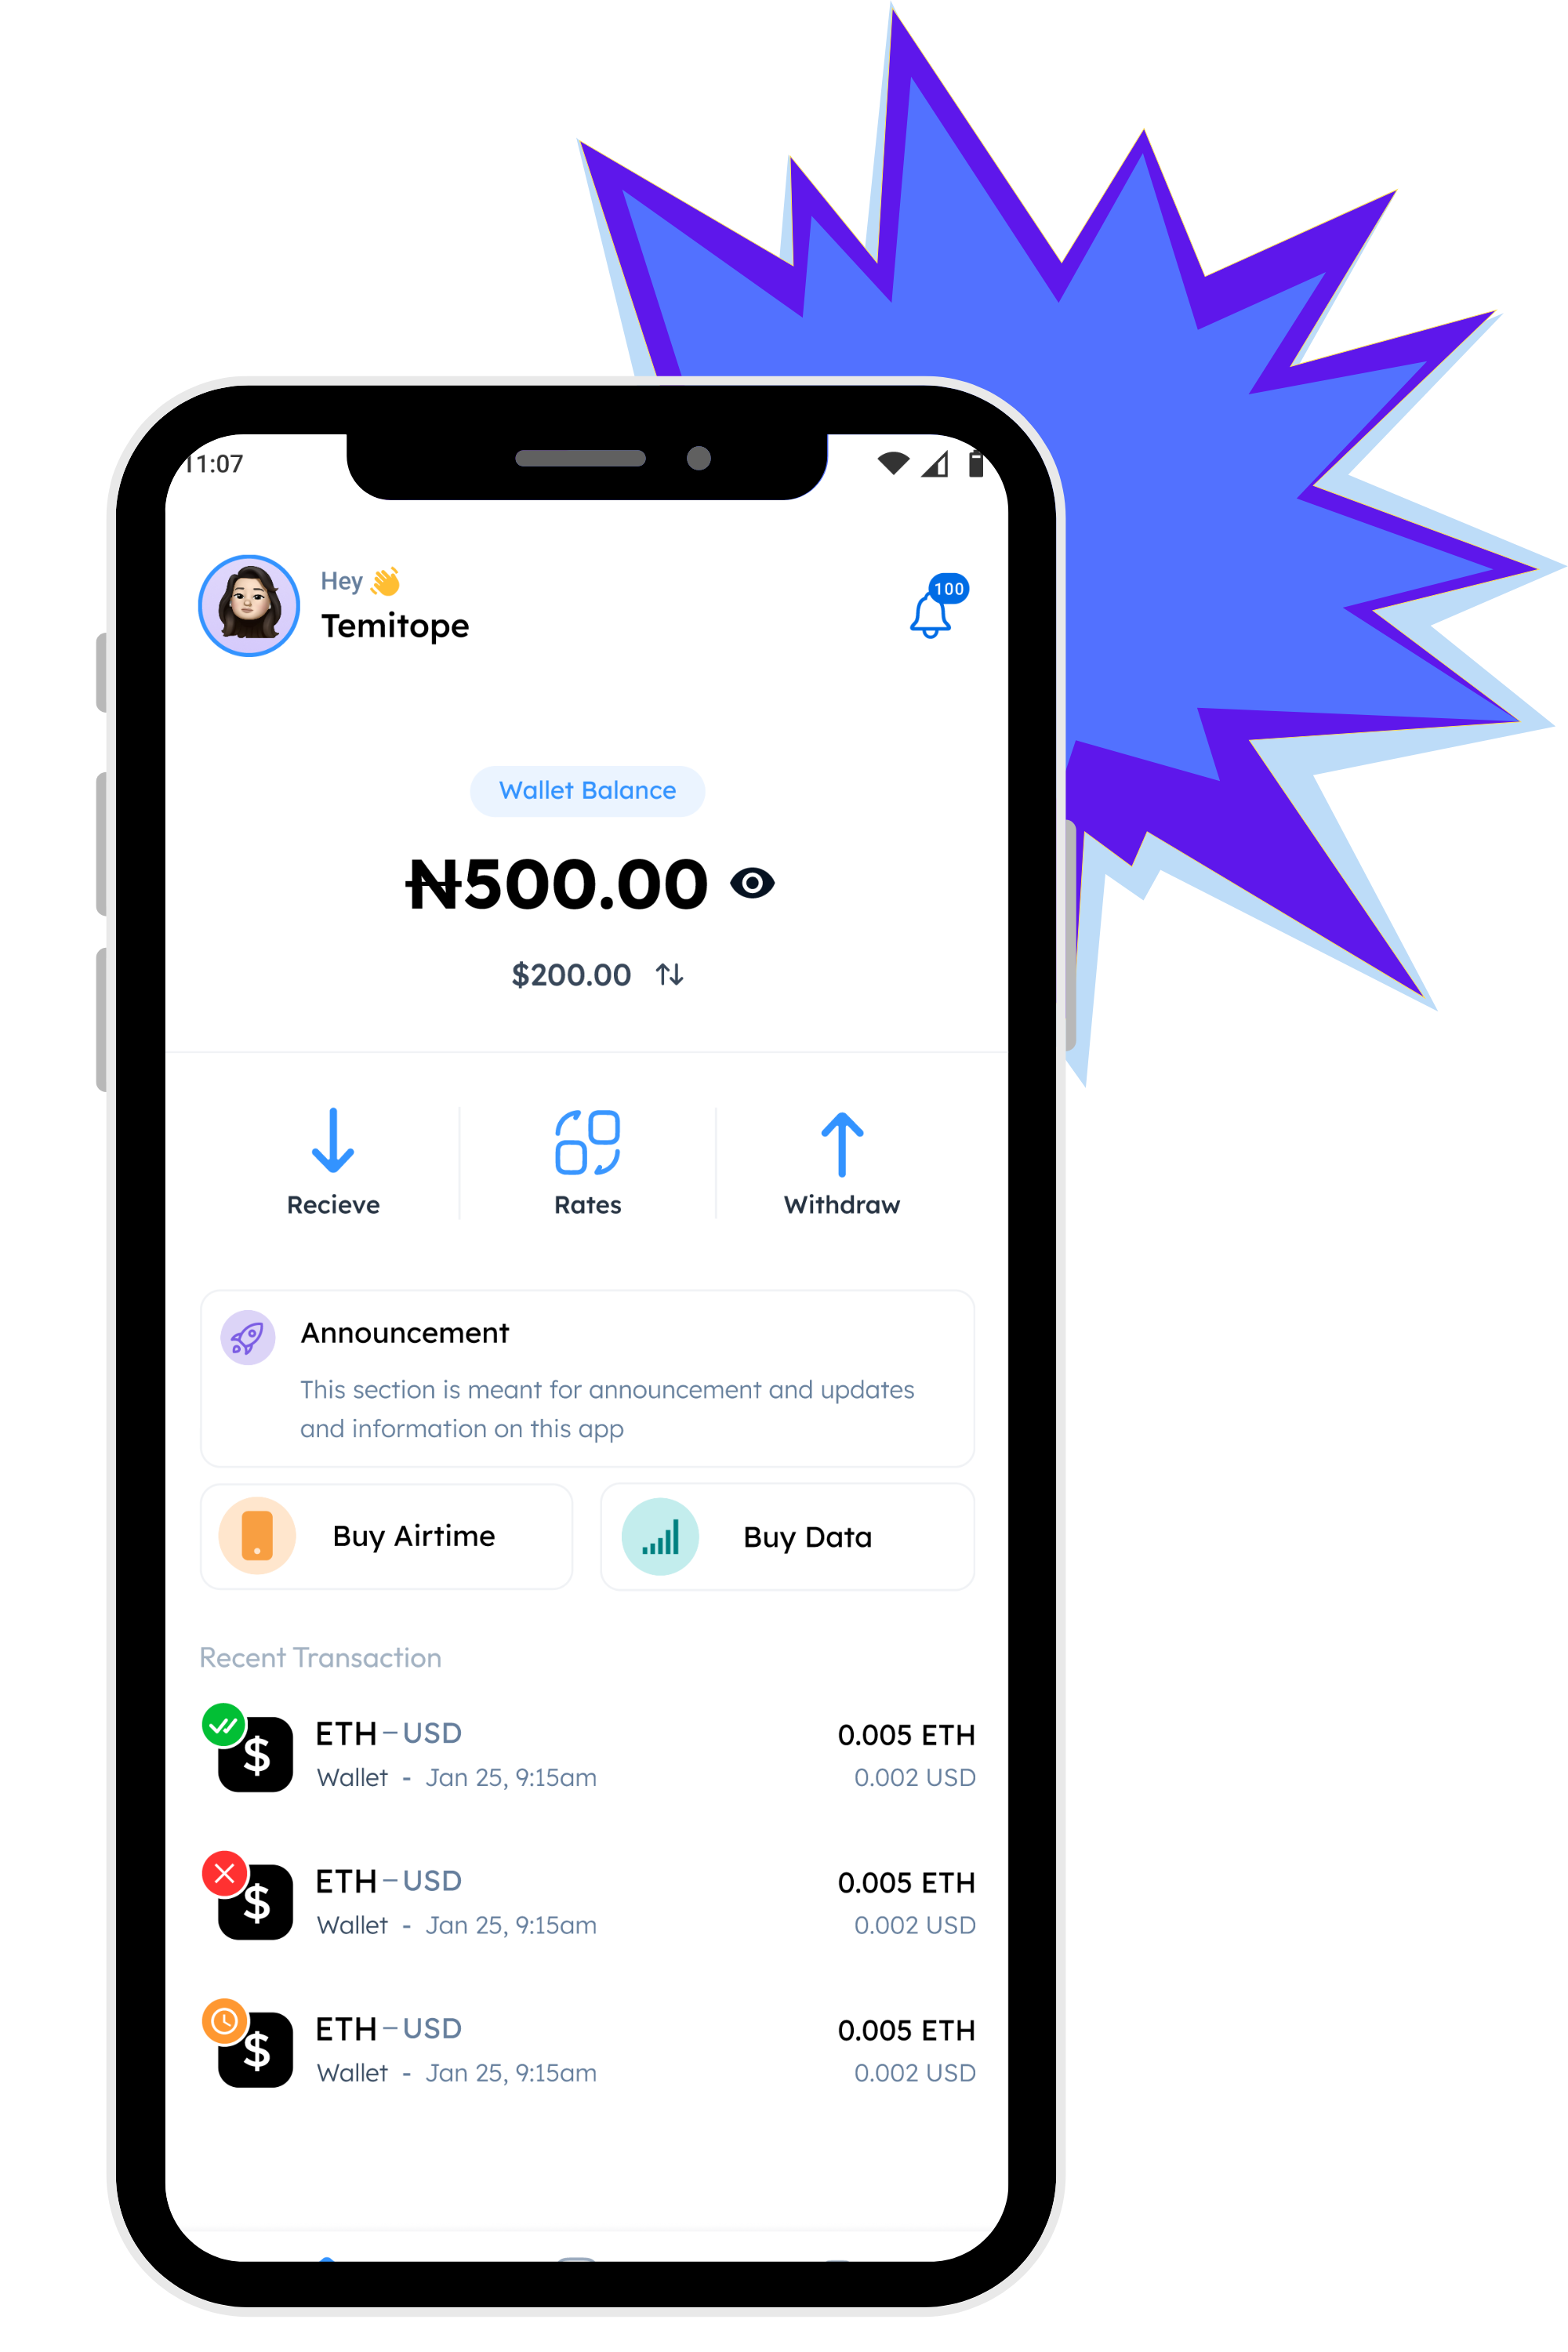 11:07
Hey 👋
Temitope
100
Wallet Balance
₦500.00
$200.00
Recieve
Rates
Withdraw
Announcement
This section is meant for announcement and updates
and information on this app
Buy Airtime
Buy Data
Recent Transaction
$
ETH – USD
0.005 ETH
Wallet - Jan 25, 9:15am
0.002 USD
$
ETH – USD
0.005 ETH
Wallet - Jan 25, 9:15am
0.002 USD
$
ETH – USD
0.005 ETH
Wallet - Jan 25, 9:15am
0.002 USD